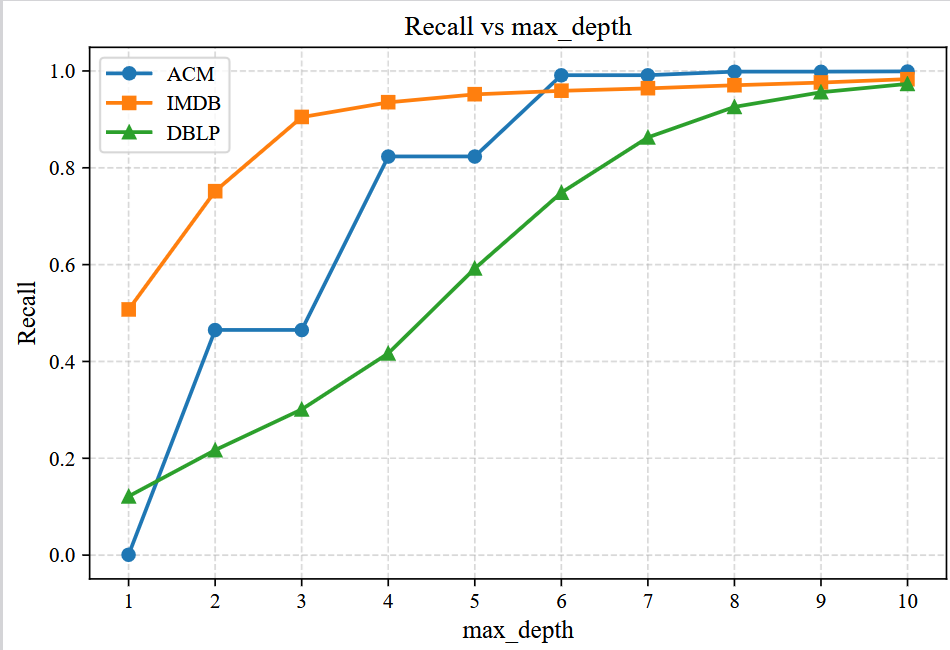 Recall vs max_depth
ACM
IMDB
DBLP
1.0
0.8
0.6
0.4
0.2
0.0
Recall
1 2 3 4 5 6 7 8 9 10
max_depth